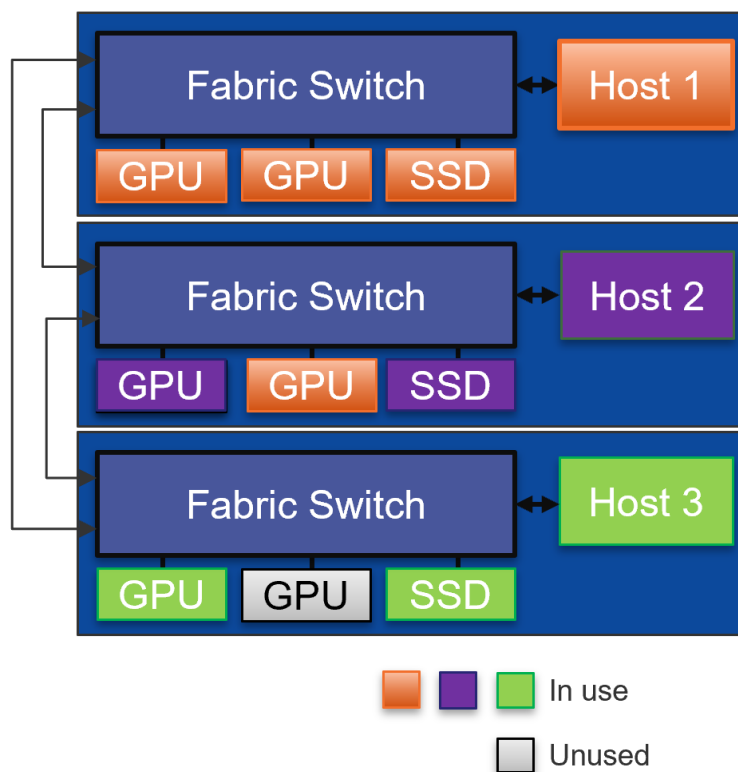 Fabric Switch
Host 1
GPU
GPU
SSD
Fabric Switch
Host 2
GPU
GPU
SSD
Fabric Switch
Host 3
GPU
GPU
SSD
In use
Unused